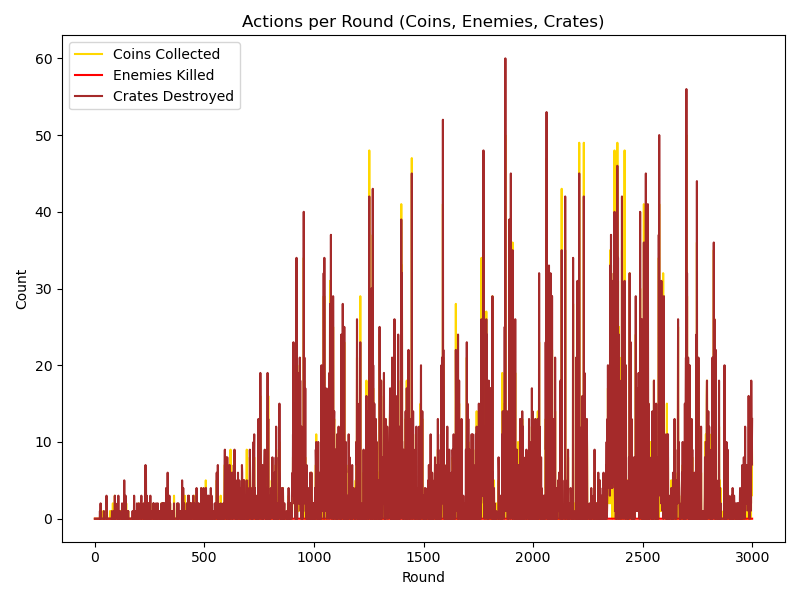 Actions per Round (Coins, Enemies, Crates)
Coins Collected
Enemies Killed
Crates Destroyed
60
50
40
30
20
10
0
Count
0 500 1000 1500 2000 2500 3000
Round